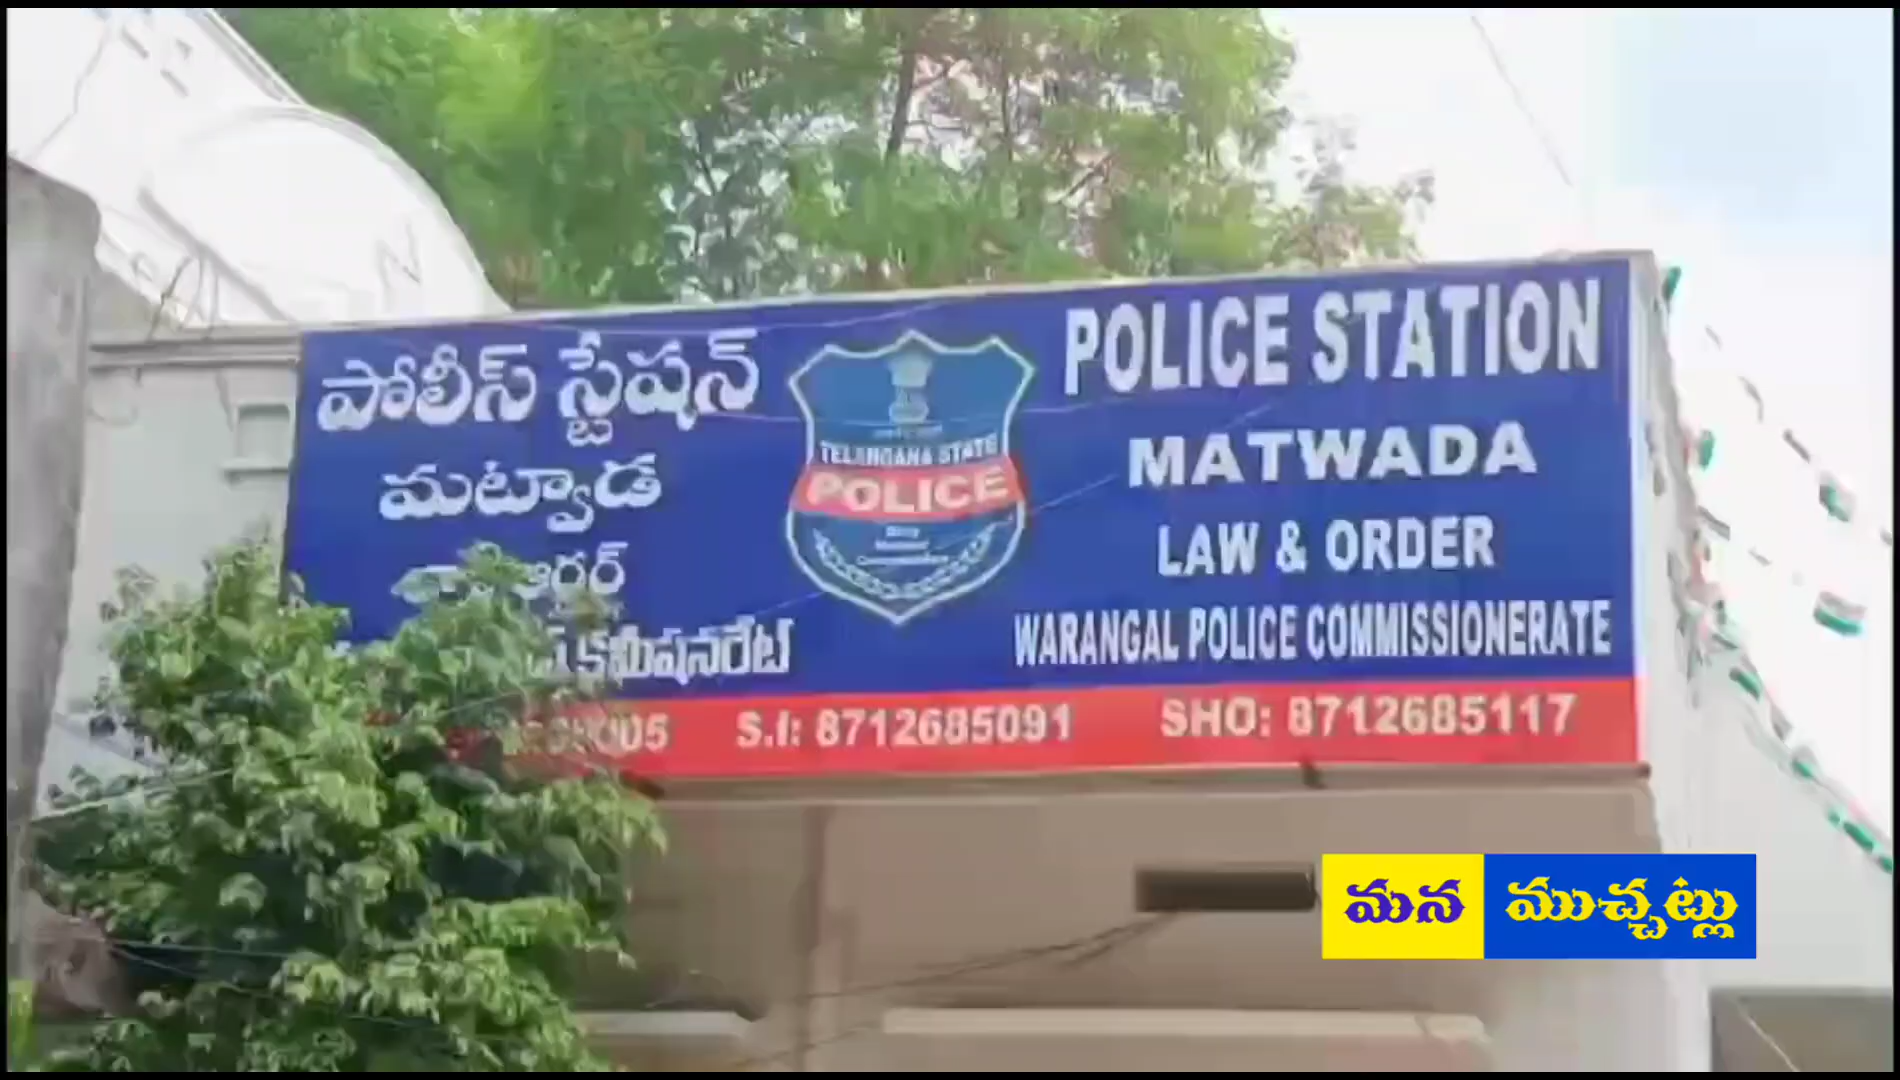 పోలీస్ స్టేషన్
మట్వాడ
ఆర్డర్
కమీషనరేట్
TELANGANA STATE
POLICE
POLICE STATION
MATWADA
LAW & ORDER
WARANGAL POLICE COMMISSIONERATE
S.I: 8712685091 SHO: 8712685117
మన ముచ్చట్లు